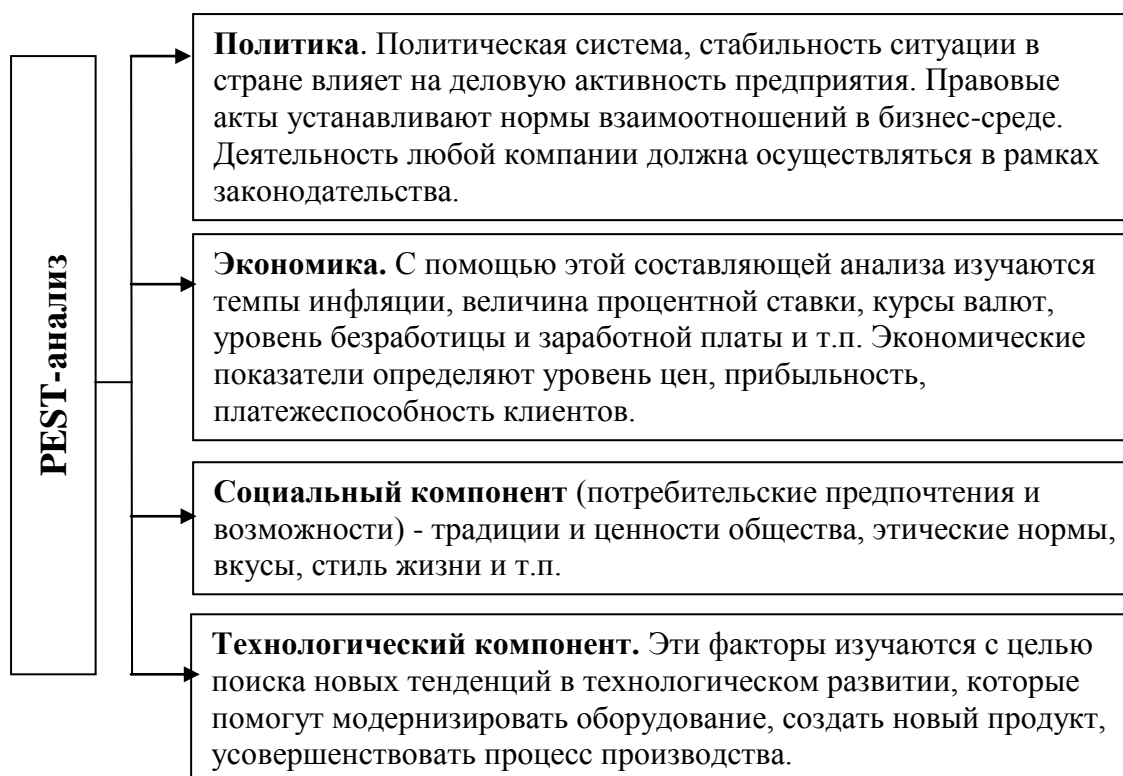 PEST-анализ
Политика. Политическая система, стабильность ситуации в
стране влияет на деловую активность предприятия. Правовые
акты устанавливают нормы взаимоотношений в бизнес-среде.
Деятельность любой компании должна осуществляться в рамках
законодательства.
Экономика. С помощью этой составляющей анализа изучаются
темпы инфляции, величина процентной ставки, курсы валют,
уровень безработицы и заработной платы и т.п. Экономические
показатели определяют уровень цен, прибыльность,
платежеспособность клиентов.
Социальный компонент (потребительские предпочтения и
возможности) - традиции и ценности общества, этические нормы,
вкусы, стиль жизни и т.п.
Технологический компонент. Эти факторы изучаются с целью
поиска новых тенденций в технологическом развитии, которые
помогут модернизировать оборудование, создать новый продукт,
усовершенствовать процесс производства.